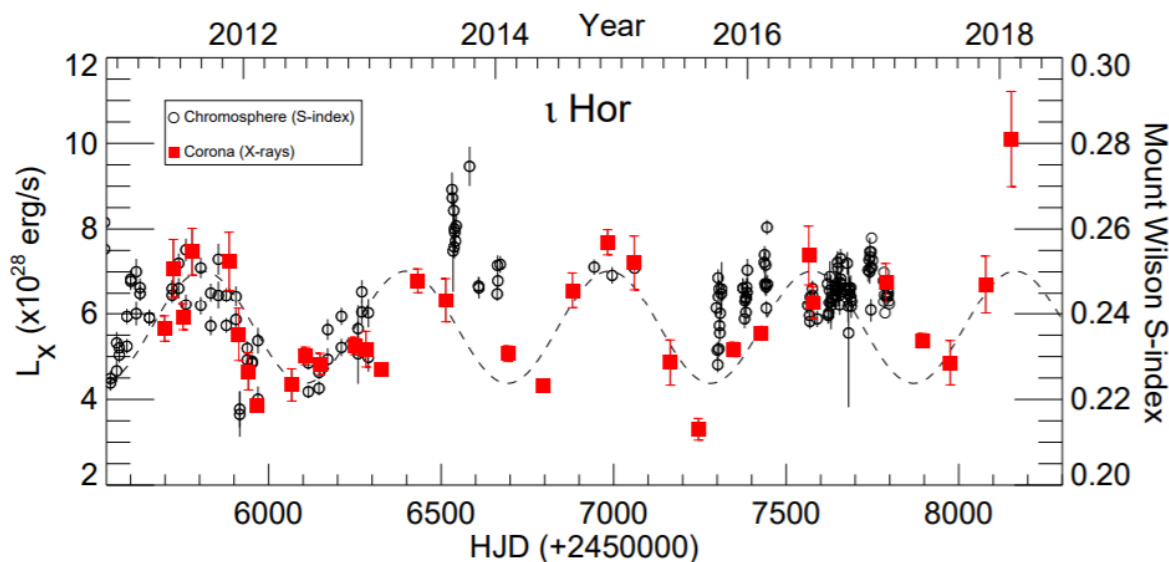 Year
2012 2014 2016 2018
ι Hor
Chromosphere (S-index)
Corona (X-rays)
Lx (x10^28 erg/s)
12
10
8
6
4
2
0.30
0.28
0.26
0.24
0.22
0.20
Mount Wilson S-index
6000 6500 7000 7500 8000
HJD (+2450000)